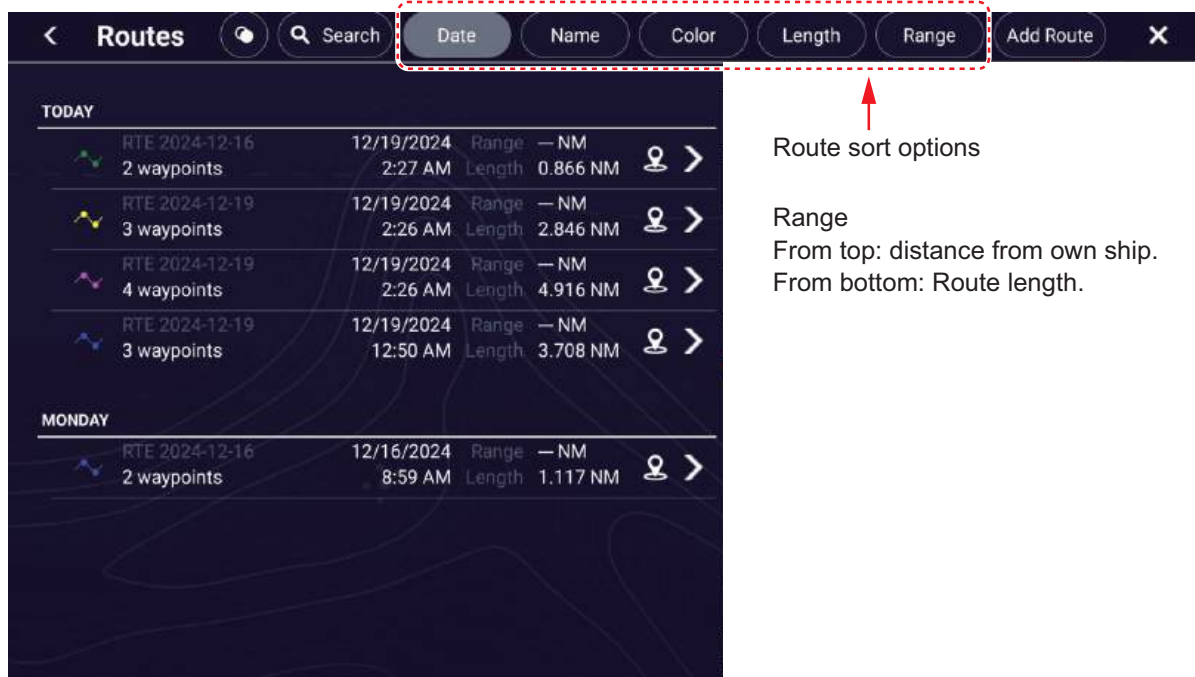 Routes Search Date Name Color Length Range Add Route
TODAY
RTE 2024-12-16 12/19/2024 Range — NM
2 waypoints 2:27 AM Length 0.866 NM
RTE 2024-12-19 12/19/2024 Range — NM
3 waypoints 2:26 AM Length 2.846 NM
RTE 2024-12-19 12/19/2024 Range — NM
4 waypoints 2:26 AM Length 4.916 NM
RTE 2024-12-19 12/19/2024 Range — NM
3 waypoints 12:50 AM Length 3.708 NM
MONDAY
RTE 2024-12-16 12/16/2024 Range — NM
2 waypoints 8:59 AM Length 1.117 NM
Route sort options
Range
From top: distance from own ship.
From bottom: Route length.